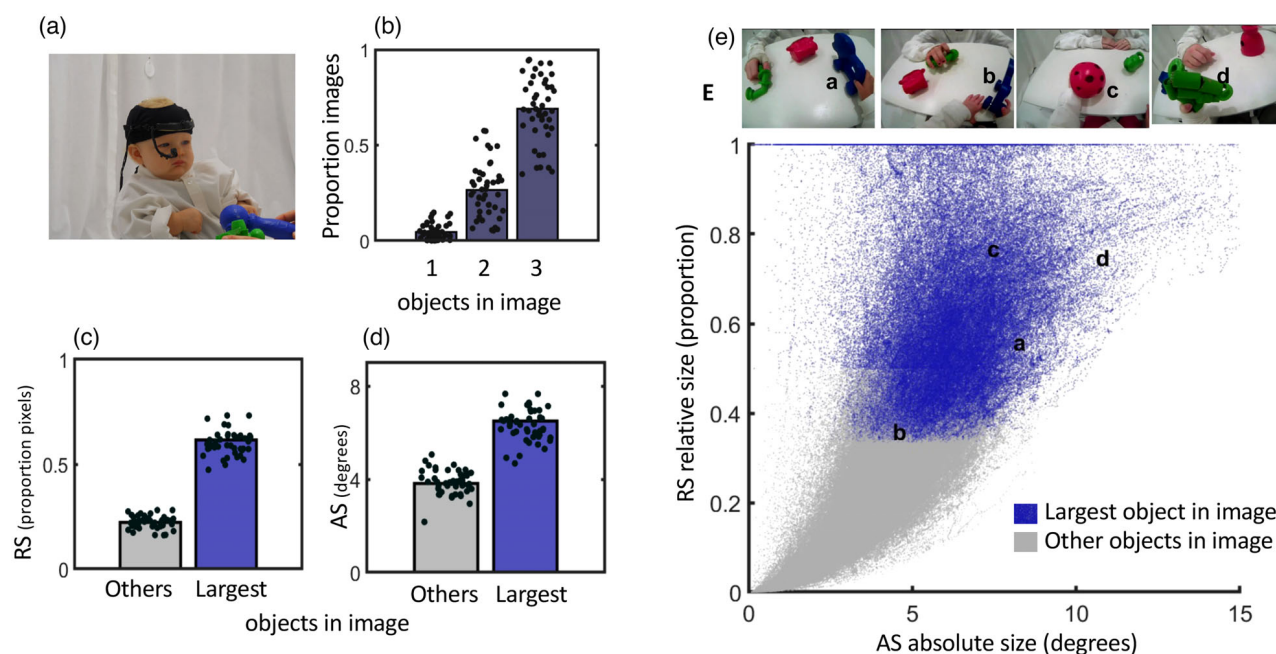 (a)
(b)
Proportion images
1
0.5
0
1 2 3
objects in image
(c)
RS (proportion pixels)
1
0.5
0
Others Largest
(d)
AS (degrees)
8
4
0
Others Largest
objects in image
(e)
E
a
b
c
d
RS relative size (proportion)
1
0.8
0.6
0.4
0.2
0
c
d
a
b
Largest object in image
Other objects in image
0 5 10 15
AS absolute size (degrees)